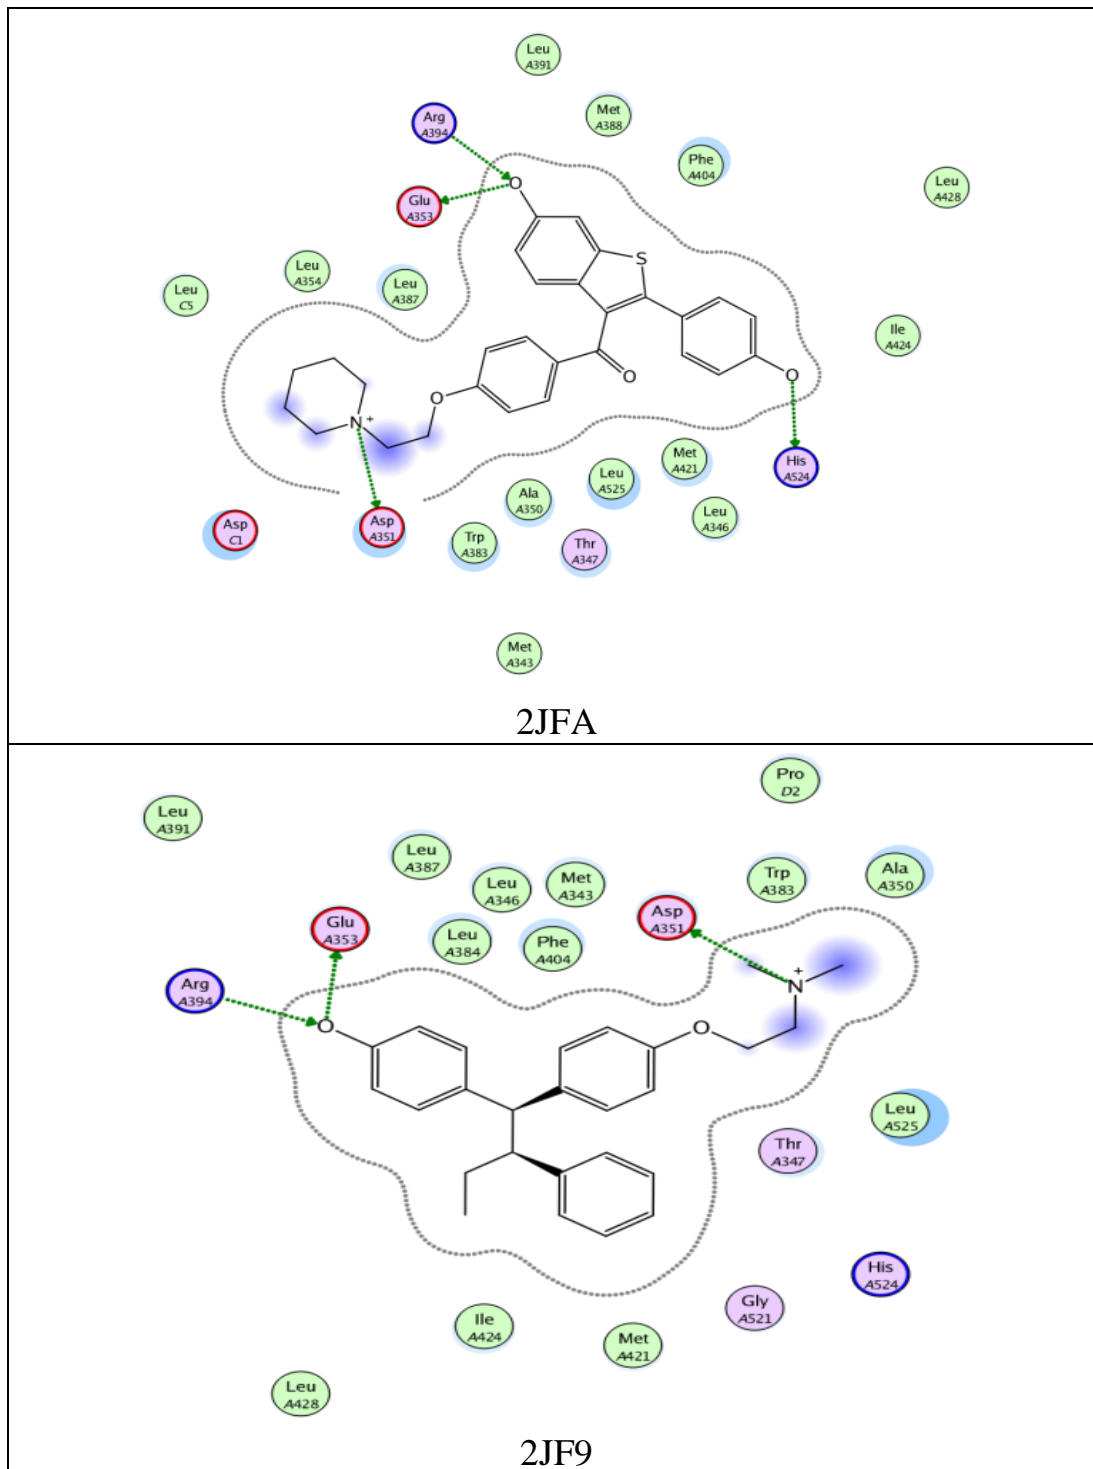 Leu
A391
Met
A388
Arg
A394
Phe
A404
Leu
A428
Glu
A353
O
S
Leu
A354
Leu
A387
Leu
C5
Ile
A424
O
O
O
N +
Met
A421
His
A524
Leu
A525
Ala
A350
Leu
A346
Asp
C1
Asp
A351
Trp
A383
Thr
A347
Met
A343
2JFA
Pro
D2
Leu
A391
Leu
A387
Leu
A346
Met
A343
Trp
A383
Ala
A350
Asp
A351
Glu
A353
Leu
A384
Phe
A404
Arg
A394
+
N
O
O
Leu
A525
Thr
A347
His
A524
Gly
A521
Ile
A424
Met
A421
Leu
A428
2JF9